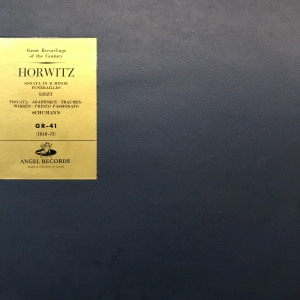 Great Recordings
of the Century
HORWITZ
SONATA IN B MINOR
FUNERAILLES
LISZT
TOCCATA · ARABESQUE · TRAUMES-
WIRREN · PRESTO PASSIONATO
SCHUMANN
GR-41
ANGEL RECORDS